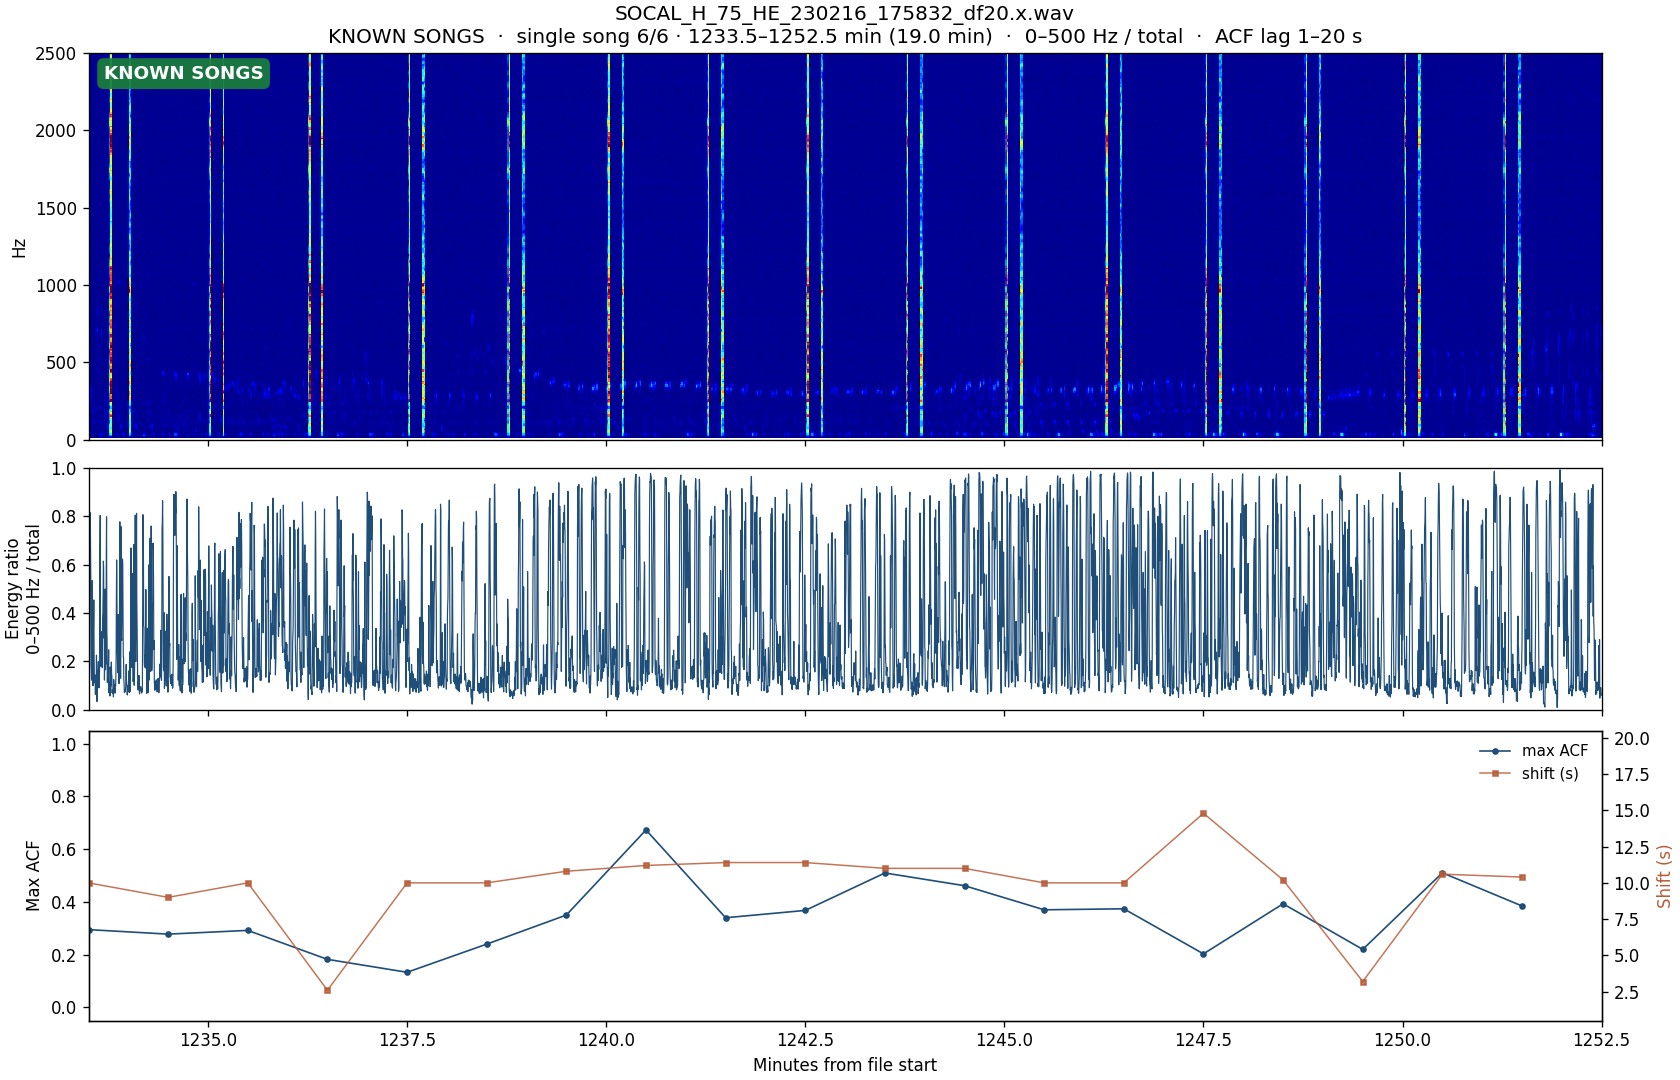 SOCAL_H_75_HE_230216_175832_df20.x.wav
KNOWN SONGS · single song 6/6 · 1233.5–1252.5 min (19.0 min) · 0–500 Hz / total · ACF lag 1–20 s
KNOWN SONGS
2500
2000
1500
1000
500
0
Hz
1.0
0.8
0.6
0.4
0.2
0.0
Energy ratio
0–500 Hz / total
1.0
0.8
0.6
0.4
0.2
0.0
Max ACF
max ACF
shift (s)
20.0
17.5
15.0
12.5
10.0
7.5
5.0
2.5
Shift (s)
1235.0 1237.5 1240.0 1242.5 1245.0 1247.5 1250.0 1252.5
Minutes from file start